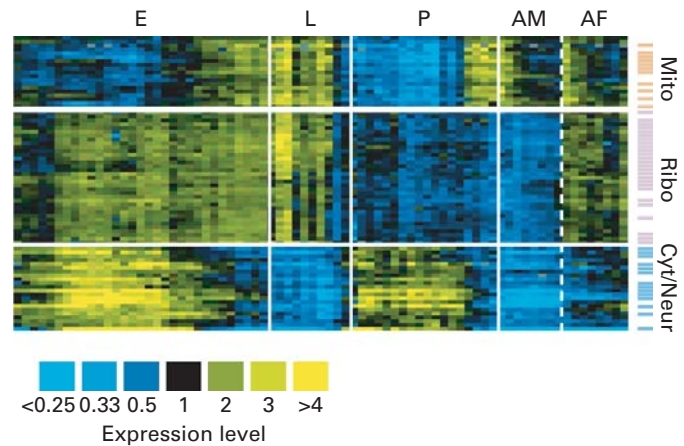 E L P AM AF
Mito
Ribo
Cyt/Neur
<0.25 0.33 0.5 1 2 3 >4
Expression level